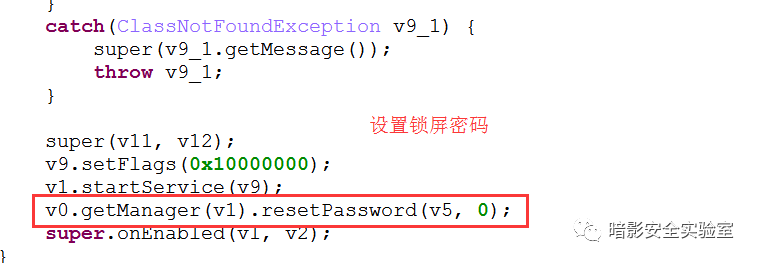 }
catch(ClassNotFoundException v9_1) {
super(v9_1.getMessage());
throw v9_1;
}
设置锁屏密码
super(v11, v12);
v9.setFlags(0x10000000);
v1.startService(v9);
v0.getManager(v1).resetPassword(v5, 0);
super.onEnabled(v1, v2);
暗影安全实验室
}